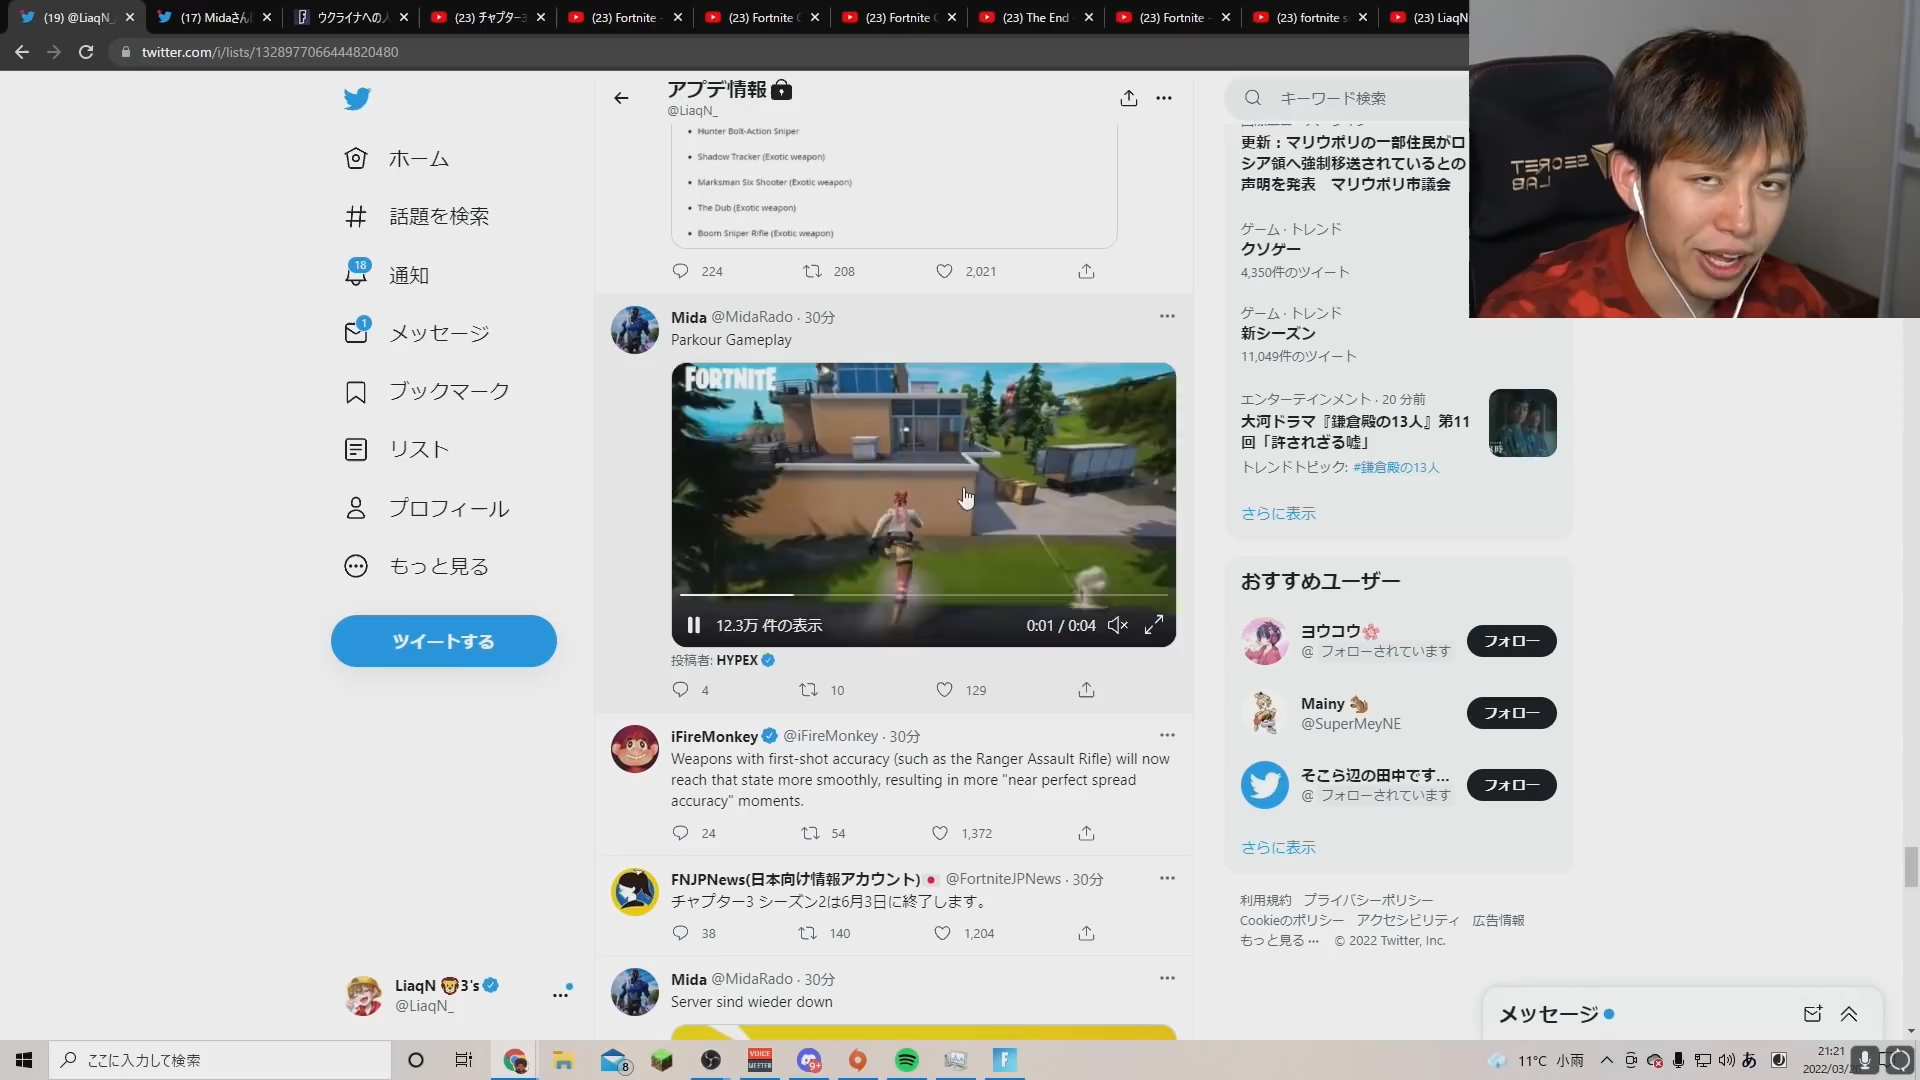 (19) @LiaqN_
(17) Midaさん
ウクライナへの人
(23) チャプター3
(23) Fortnite -
(23) Fortnite C
(23) Fortnite C
(23) The End
(23) Fortnite -
(23) fortnite s
(23) LiaqN
twitter.com/i/lists/1328977066444820480
ホーム
話題を検索
18
通知
1
メッセージ
ブックマーク
リスト
プロフィール
もっと見る
ツイートする
LiaqN 🦁3's
@LiaqN_
アプデ情報
@LiaqN_
• Hunter Bolt-Action Sniper
• Shadow Tracker (Exotic weapon)
• Marksman Six Shooter (Exotic weapon)
• The Dub (Exotic weapon)
• Boom Sniper Rifle (Exotic weapon)
224 208 2,021
Mida @MidaRado · 30分
Parkour Gameplay
FORTNITE
12.3万 件の表示
0:01 / 0:04
投稿者: HYPEX
4 10 129
iFireMonkey @iFireMonkey · 30分
Weapons with first-shot accuracy (such as the Ranger Assault Rifle) will now
reach that state more smoothly, resulting in more "near perfect spread
accuracy" moments.
24 54 1,372
FNJPNews(日本向け情報アカウント)🇯🇵 @FortniteJPNews · 30分
チャプター3 シーズン2は6月3日に終了します。
38 140 1,204
Mida @MidaRado · 30分
Server sind wieder down
キーワード検索
更新：マリウポリの一部住民がロ
シア領へ強制移送されているとの
声明を発表 マリウポリ市議会
ゲーム · トレンド
クソゲー
4,350件のツイート
ゲーム · トレンド
新シーズン
11,049件のツイート
エンターテインメント · 20 分前
大河ドラマ『鎌倉殿の13人』第11
回「許されざる嘘」
トレンドトピック: #鎌倉殿の13人
さらに表示
おすすめユーザー
ヨウコウ🌸
@ フォローされています
フォロー
Mainy 🐿️
@SuperMeyNE
フォロー
そこら辺の田中です...
@ フォローされています
フォロー
さらに表示
利用規約 プライバシーポリシー
Cookieのポリシー アクセシビリティ 広告情報
もっと見る ··· © 2022 Twitter, Inc.
メッセージ
SECRET
LAB
ここに入力して検索
8
VOICE
MEETER
9+
11°C 小雨
あ
21:21